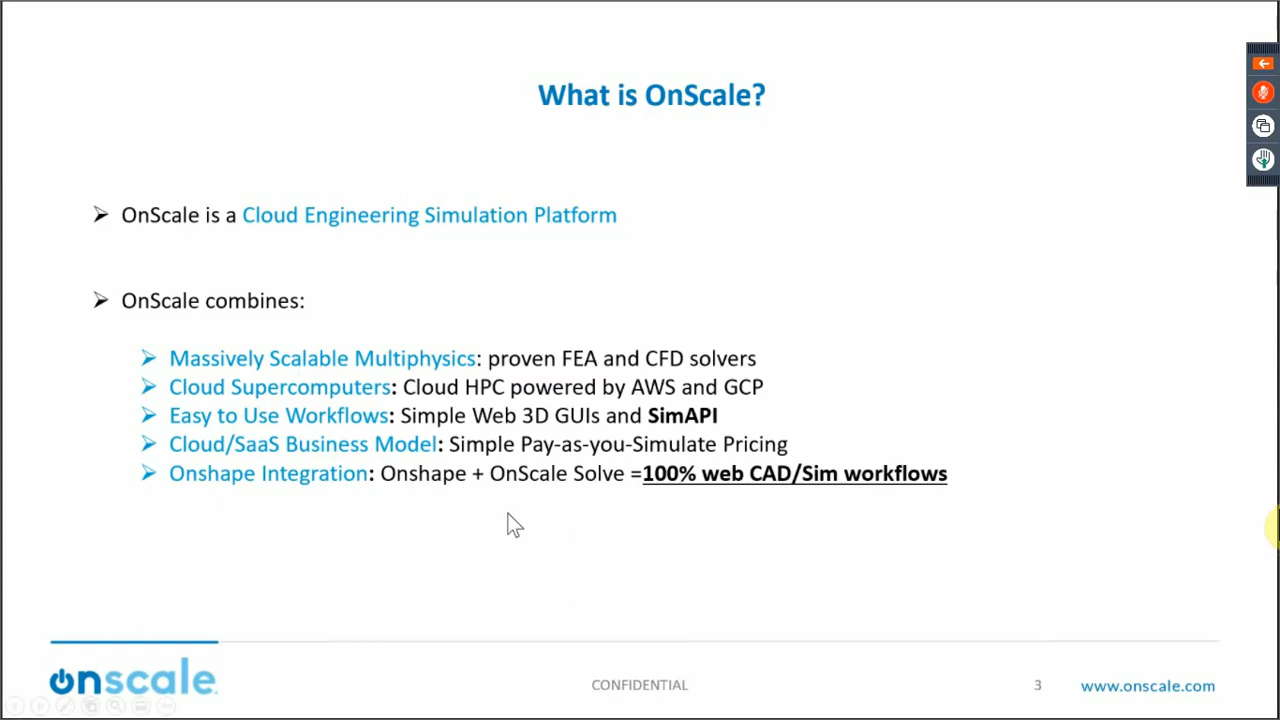 What is OnScale?
OnScale is a Cloud Engineering Simulation Platform
OnScale combines:
Massively Scalable Multiphysics: proven FEA and CFD solvers
Cloud Supercomputers: Cloud HPC powered by AWS and GCP
Easy to Use Workflows: Simple Web 3D GUIs and SimAPI
Cloud/SaaS Business Model: Simple Pay-as-you-Simulate Pricing
Onshape Integration: Onshape + OnScale Solve =100% web CAD/Sim workflows
onscale
CONFIDENTIAL
3
www.onscale.com